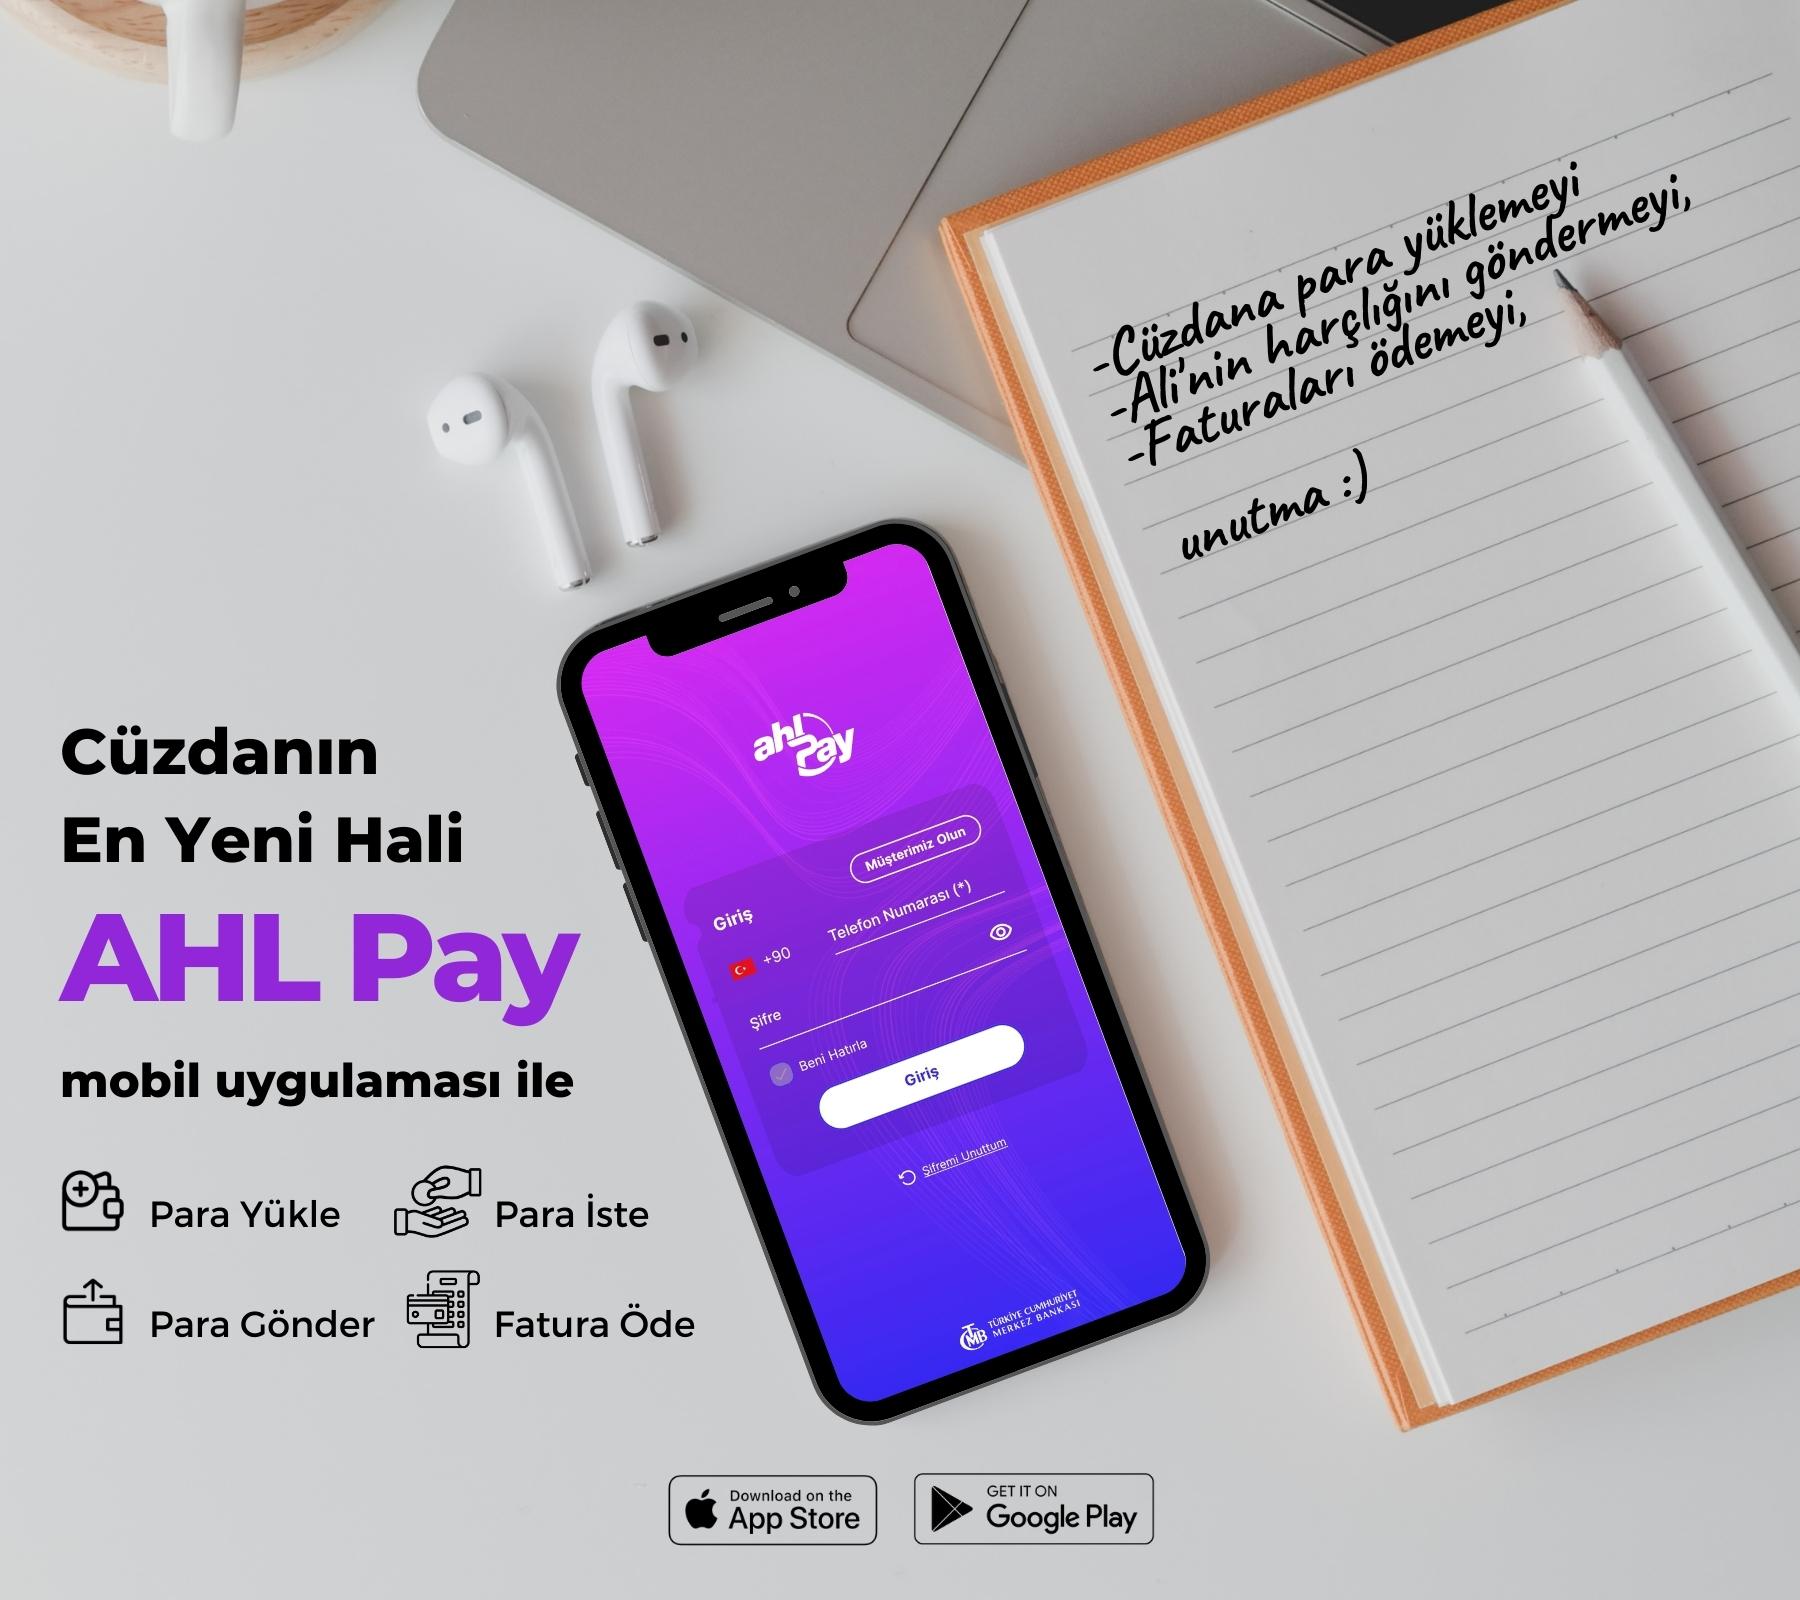 -Cüzdana para yüklemeyi
-Ali'nin harçlığını göndermeyi,
-Faturaları ödemeyi,
unutma :)
Cüzdanın
En Yeni Hali
AHL Pay
mobil uygulaması ile
Para Yükle
Para İste
Para Gönder
Fatura Öde
ahl
Pay
Müşterimiz Olun
Giriş
+90
Telefon Numarası (*)
Şifre
Beni Hatırla
Giriş
Şifremi Unuttum
TCMB
TÜRKİYE CUMHURİYET
MERKEZ BANKASI
Download on the
App Store
GET IT ON
Google Play